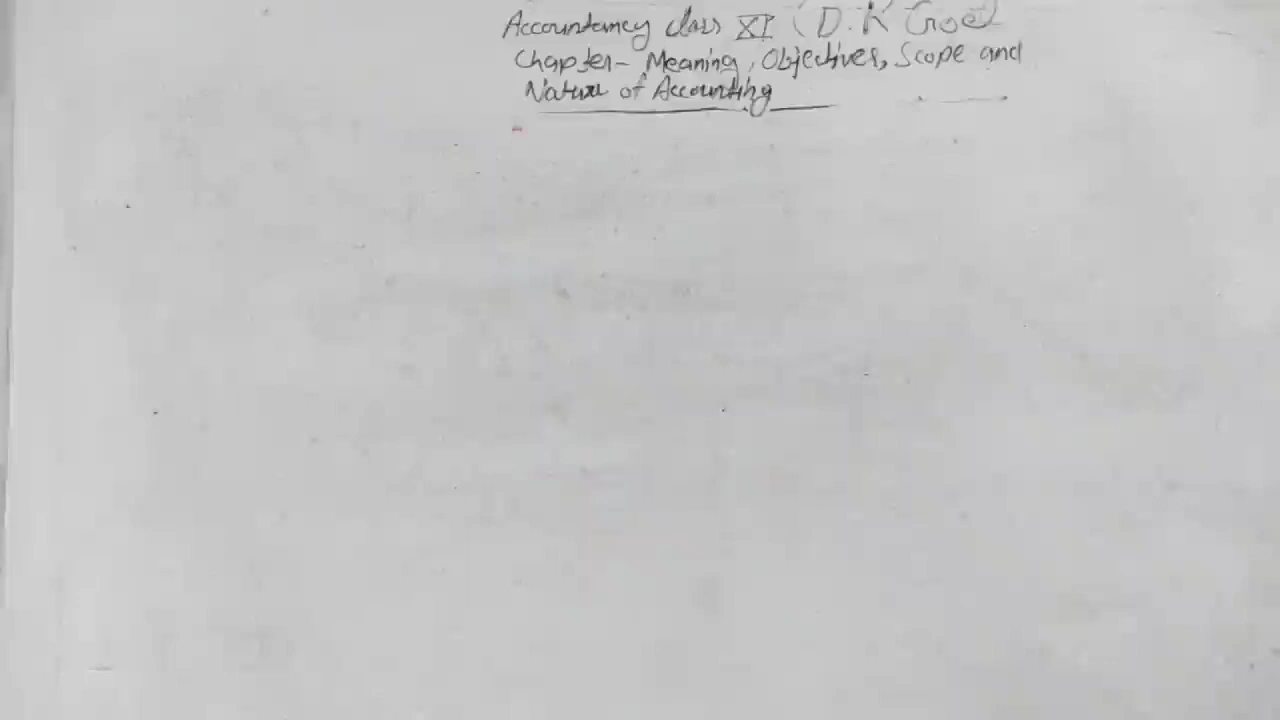 Accountancy class XI (D.K Goel)
Chapter- Meaning, Objectives, Scope and
Nature of Accounting